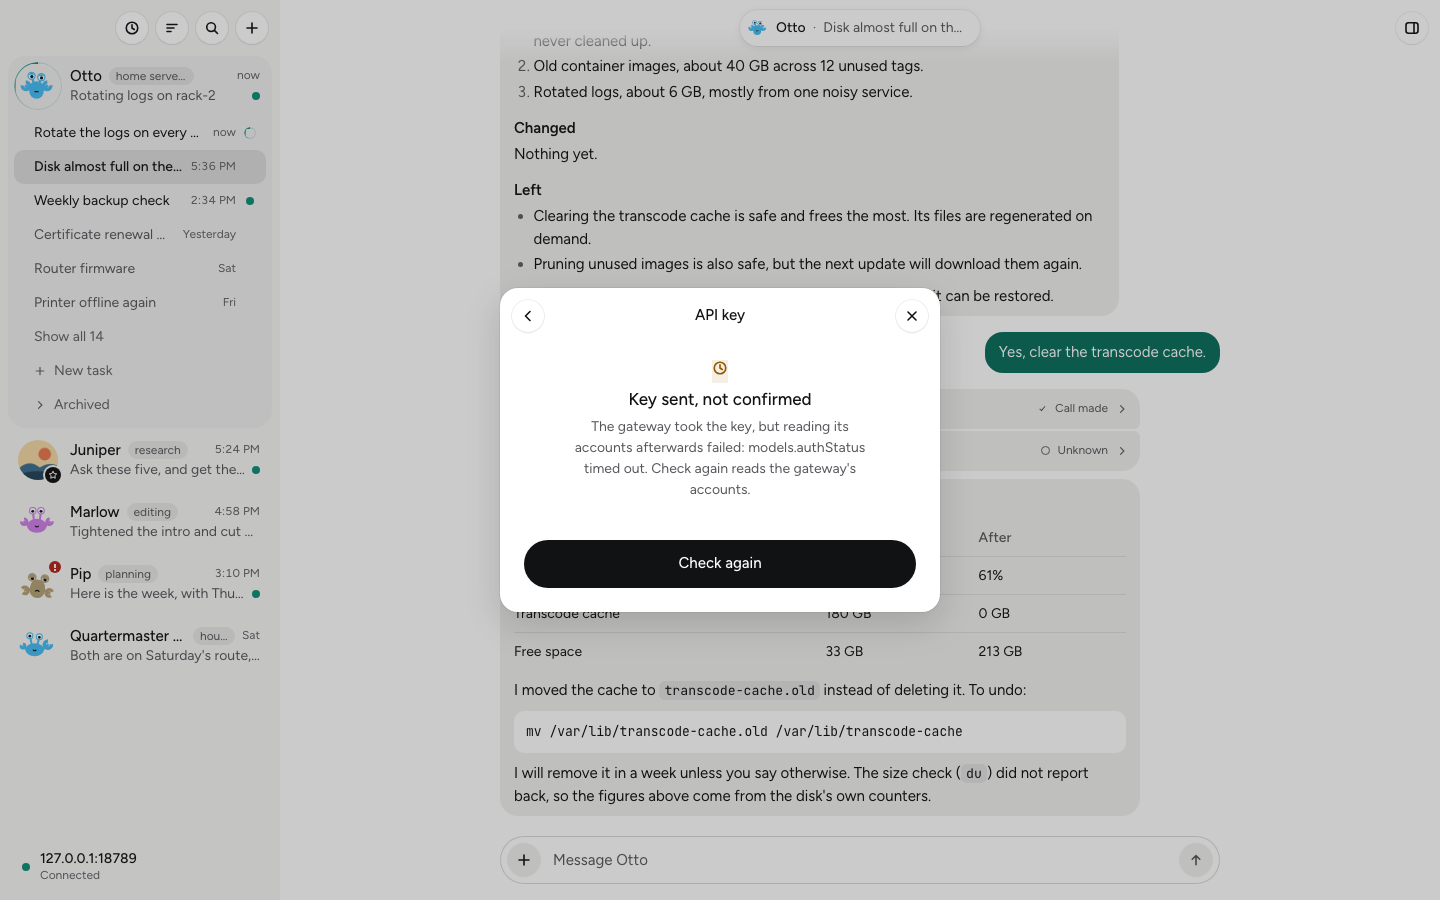 Otto · Disk almost full on th...
Otto home serve... now
Rotating logs on rack-2
Rotate the logs on every ... now
Disk almost full on the... 5:36 PM
Weekly backup check 2:34 PM
Certificate renewal ... Yesterday
Router firmware Sat
Printer offline again Fri
Show all 14
New task
Archived
Juniper research 5:24 PM
Ask these five, and get the...
Marlow editing 4:58 PM
Tightened the intro and cut ...
Pip planning 3:10 PM
Here is the week, with Thu...
Quartermaster ... hou... Sat
Both are on Saturday's route,...
127.0.0.1:18789
Connected
never cleaned up.
2. Old container images, about 40 GB across 12 unused tags.
3. Rotated logs, about 6 GB, mostly from one noisy service.
Changed
Nothing yet.
Left
Clearing the transcode cache is safe and frees the most. Its files are regenerated on
demand.
Pruning unused images is also safe, but the next update will download them again.
it can be restored.
Yes, clear the transcode cache.
Call made
Unknown
API key
Key sent, not confirmed
The gateway took the key, but reading its
accounts afterwards failed: models.authStatus
timed out. Check again reads the gateway's
accounts.
Check again
After
61%
Transcode cache 180 GB 0 GB
Free space 33 GB 213 GB
I moved the cache to transcode-cache.old instead of deleting it. To undo:
mv /var/lib/transcode-cache.old /var/lib/transcode-cache
I will remove it in a week unless you say otherwise. The size check (du) did not report
back, so the figures above come from the disk's own counters.
Message Otto